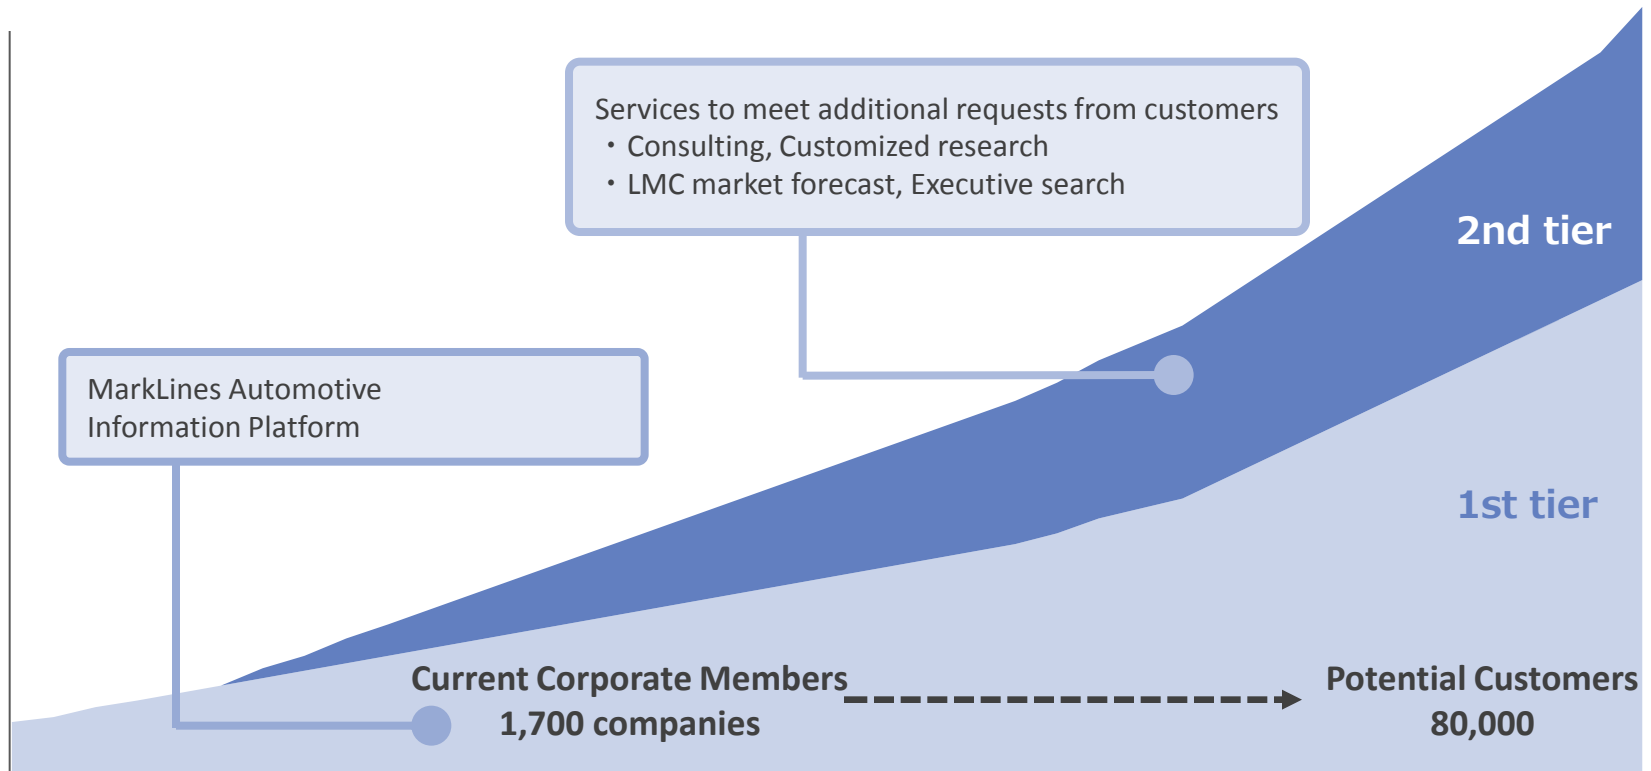 Services to meet additional requests from customers
・Consulting, Customized research
・LMC market forecast, Executive search
2nd tier
MarkLines Automotive
Information Platform
1st tier
Current Corporate Members
1,700 companies
Potential Customers
80,000